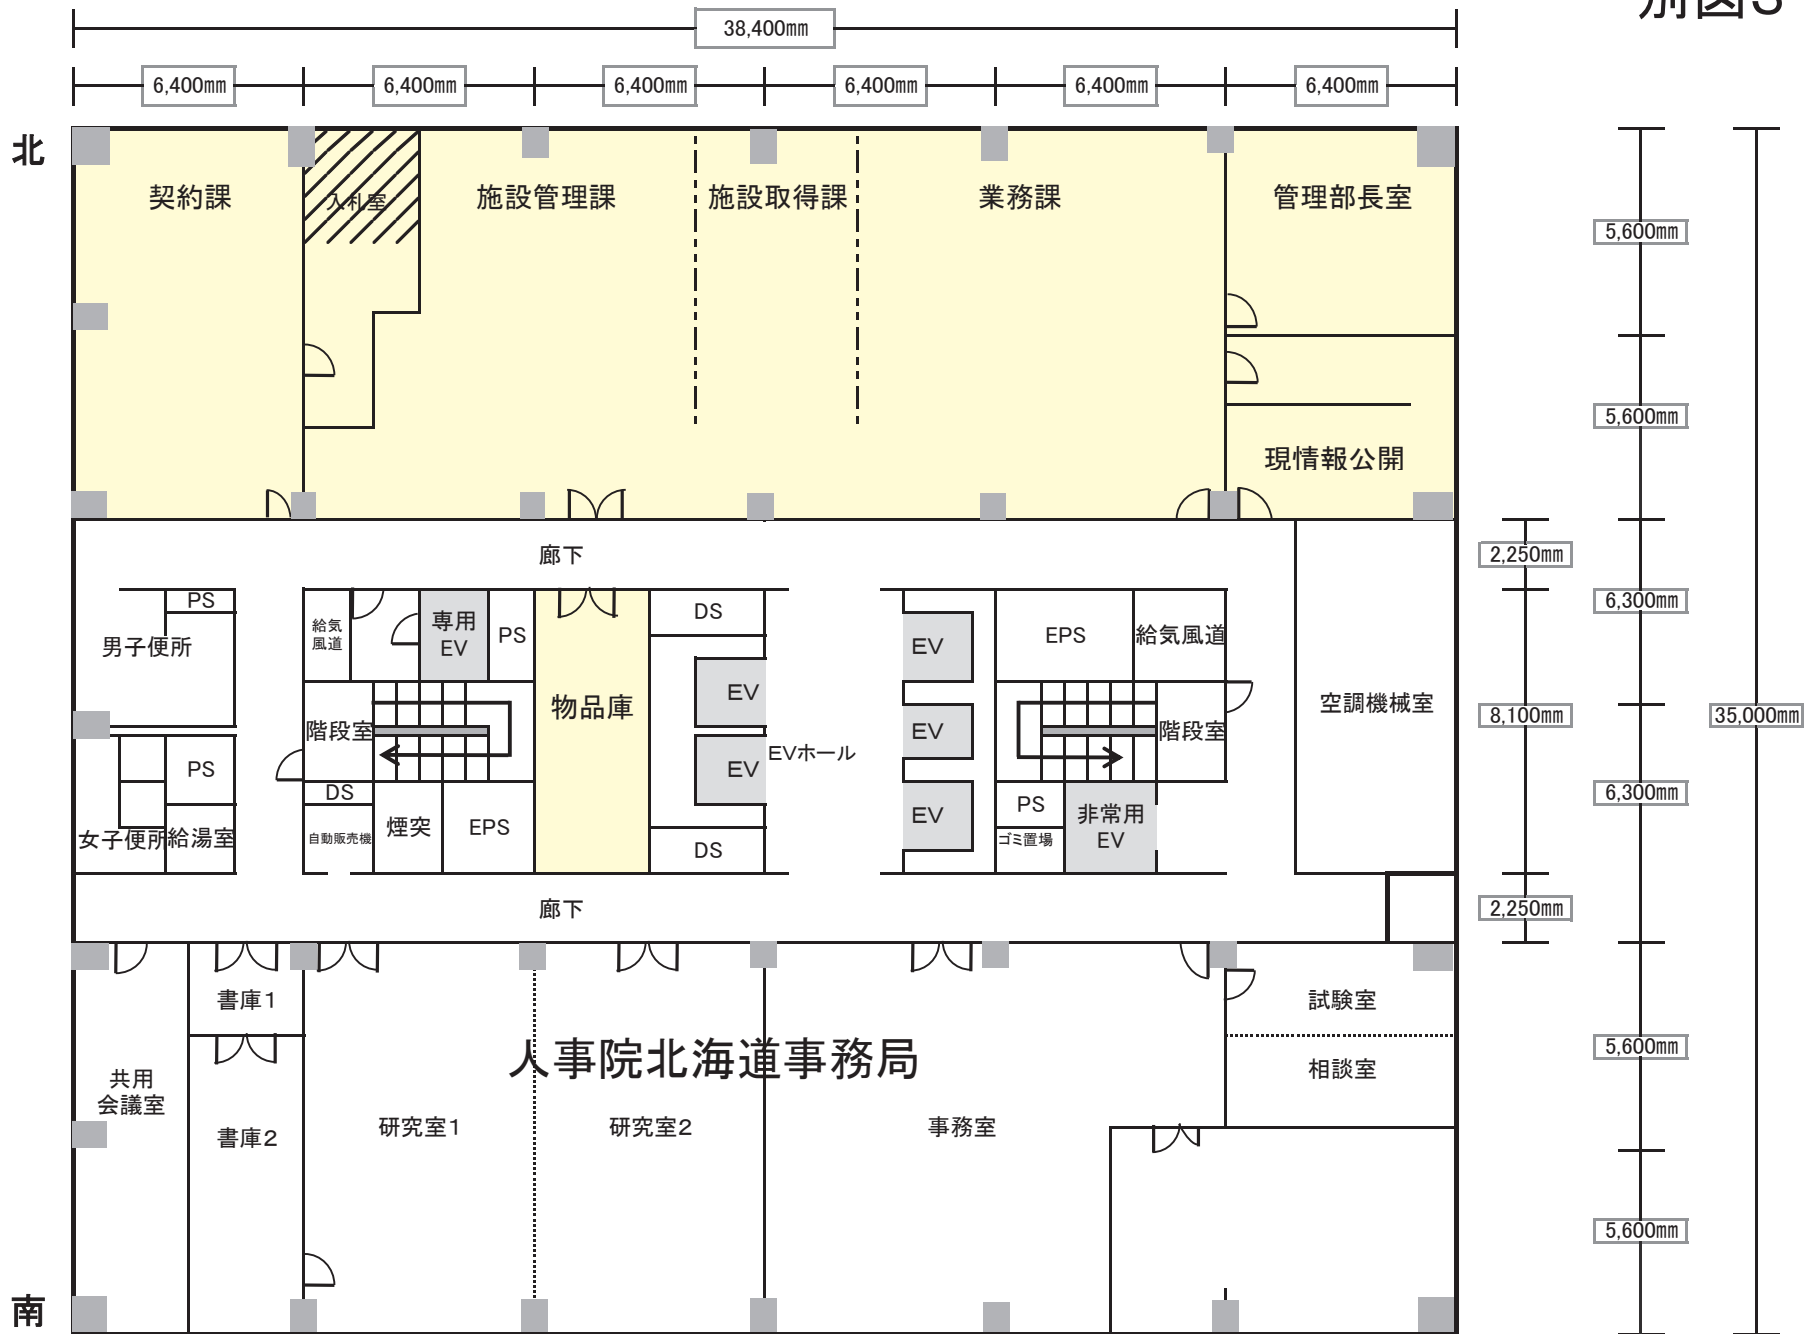 別図3
38,400㎜
6,400㎜ 6,400㎜ 6,400㎜ 6,400㎜ 6,400㎜ 6,400㎜
北
契約課 入札室 施設管理課 施設取得課 業務課 管理部長室
5,600㎜
5,600㎜
現情報公開
廊下
2,250㎜
PS
給気
風道
専用
EV
PS
DS
EV
EPS
給気風道
6,300㎜
男子便所
階段室
物品庫
EV
EV
階段室
空調機械室
8,100㎜
35,000㎜
PS
EV
EVホール
DS
PS
非常用
EV
6,300㎜
女子便所
給湯室
自動販売機
煙突
EPS
DS
EV
ゴミ置場
廊下
2,250㎜
書庫1
試験室
人事院北海道事務局
5,600㎜
共用
会議室
相談室
書庫2
研究室1
研究室2
事務室
5,600㎜
南